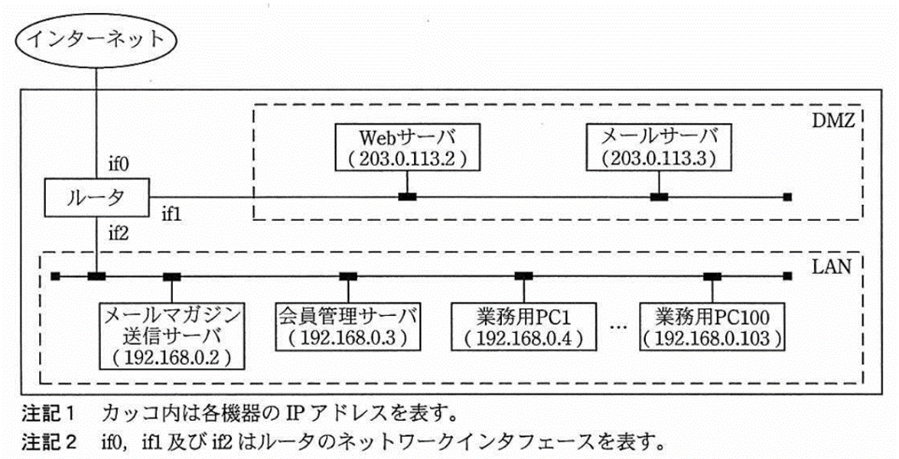 インターネット
DMZ
Webサーバ
(203.0.113.2)
メールサーバ
(203.0.113.3)
if0
ルータ
if1
if2
LAN
メールマガジン
送信サーバ
(192.168.0.2)
会員管理サーバ
(192.168.0.3)
業務用PC1
(192.168.0.4)
…
業務用PC100
(192.168.0.103)
注記1 カッコ内は各機器の IP アドレスを表す。
注記2 if0, if1 及び if2 はルータのネットワークインタフェースを表す。